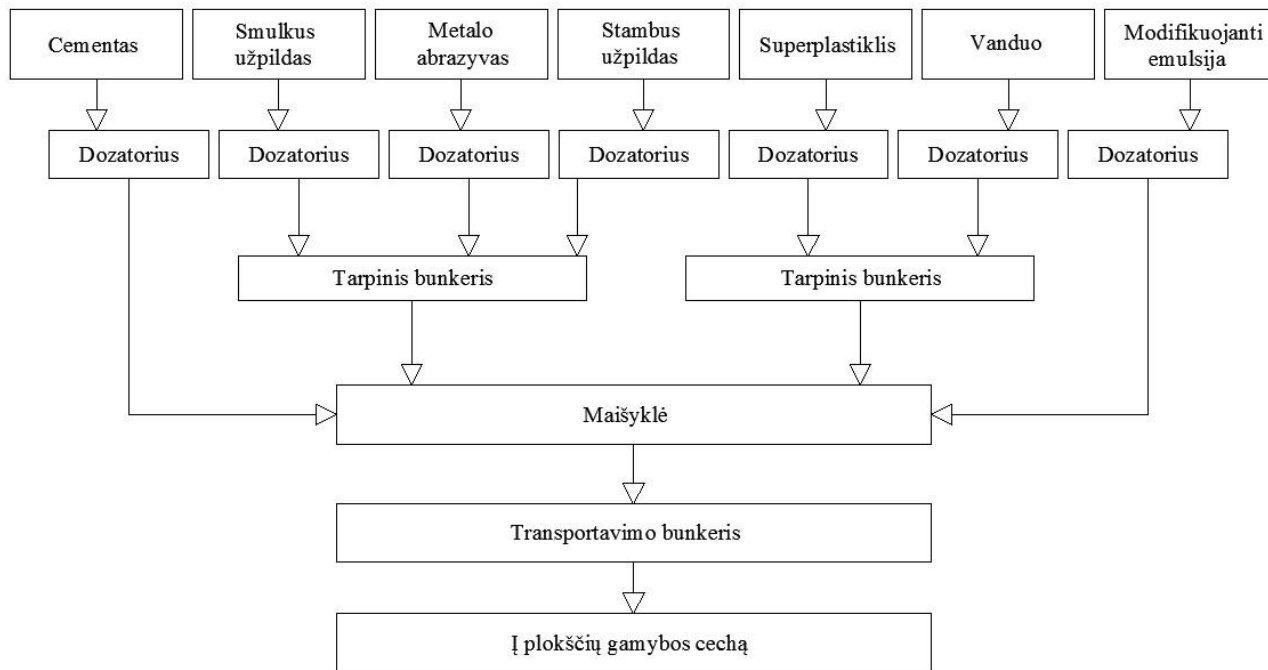 Cementas
Smulkus
užpildas
Metalo
abrazyvas
Stambus
užpildas
Superplastiklis
Vanduo
Modifikuojanti
emulsija
Dozatorius
Dozatorius
Dozatorius
Dozatorius
Dozatorius
Dozatorius
Dozatorius
Tarpinis bunkeris
Tarpinis bunkeris
Maišyklė
Transportavimo bunkeris
Į plokščių gamybos cechą